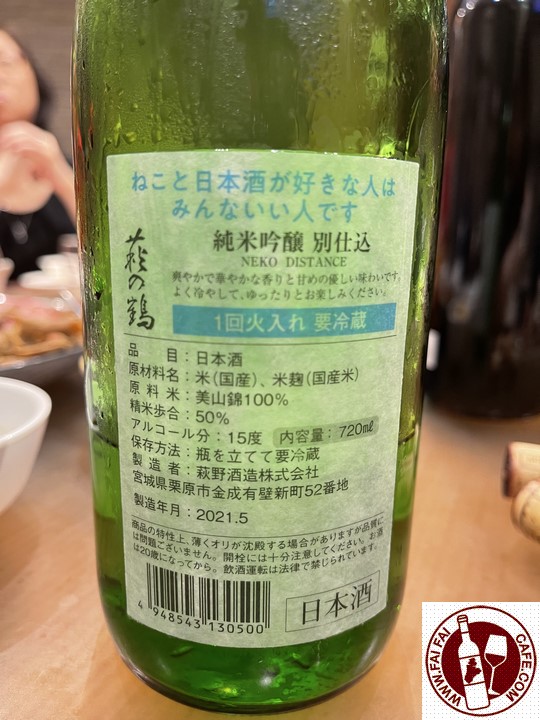 ねこと日本酒が好きな人は
みんないい人です
萩の鶴
純米吟醸 別仕込
NEKO DISTANCE
爽やかで華やかな香りと甘めの優しい味わいです。
よく冷やして、ゆったりとお楽しみください。
1回火入れ 要冷蔵
品目：日本酒
原材料名：米(国産)、米麹(国産米)
原料米：美山錦100%
精米歩合：50%
アルコール分：15度 内容量：720㎖
保存方法：瓶を立てて要冷蔵
製造者：萩野酒造株式会社
宮城県栗原市金成有壁新町52番地
製造年月：2021.5
商品の特性上、薄くオリが沈殿する場合がありますが品質に
は問題ございません。開栓には十分注意してください。お酒
は20歳になってから。飲酒運転は法律で禁じられています。
4 948543 130500
日本酒
WWW.FAI FAI CAFE.COM